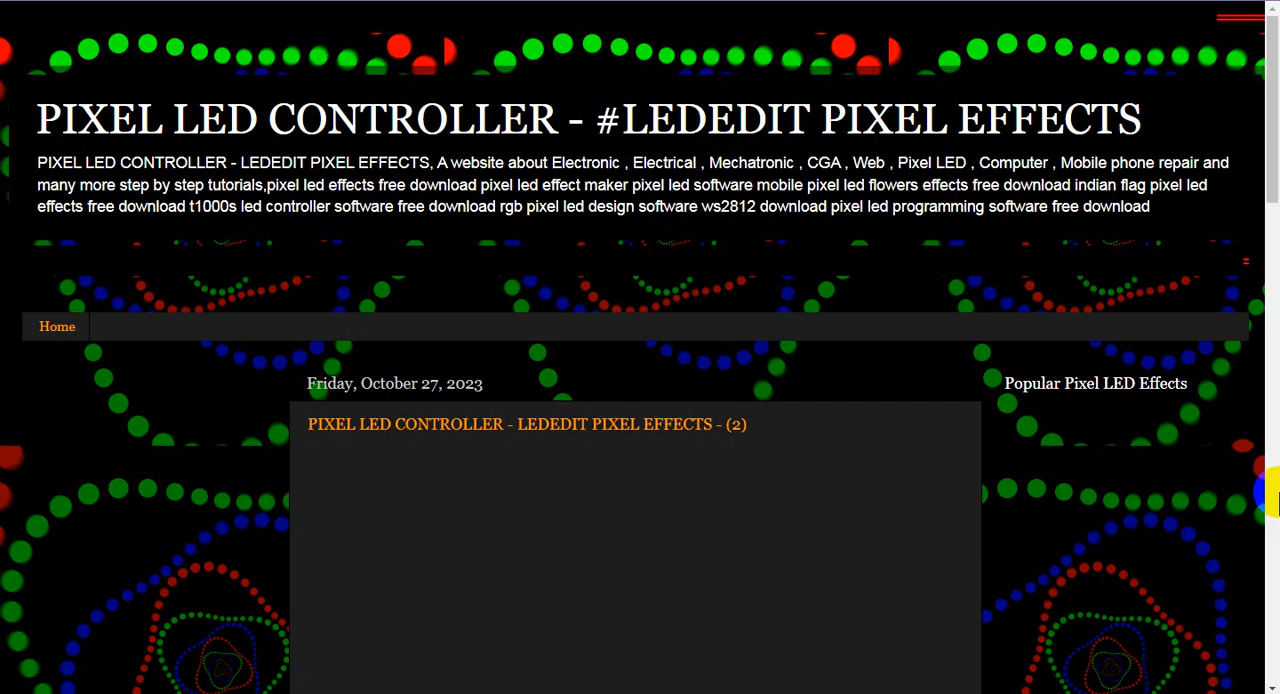 PIXEL LED CONTROLLER - #LEDEDIT PIXEL EFFECTS
PIXEL LED CONTROLLER - LEDEDIT PIXEL EFFECTS, A website about Electronic , Electrical , Mechatronic , CGA , Web , Pixel LED , Computer , Mobile phone repair and
many more step by step tutorials,pixel led effects free download pixel led effect maker pixel led software mobile pixel led flowers effects free download indian flag pixel led
effects free download t1000s led controller software free download rgb pixel led design software ws2812 download pixel led programming software free download
Home
Friday, October 27, 2023
Popular Pixel LED Effects
PIXEL LED CONTROLLER - LEDEDIT PIXEL EFFECTS - (2)